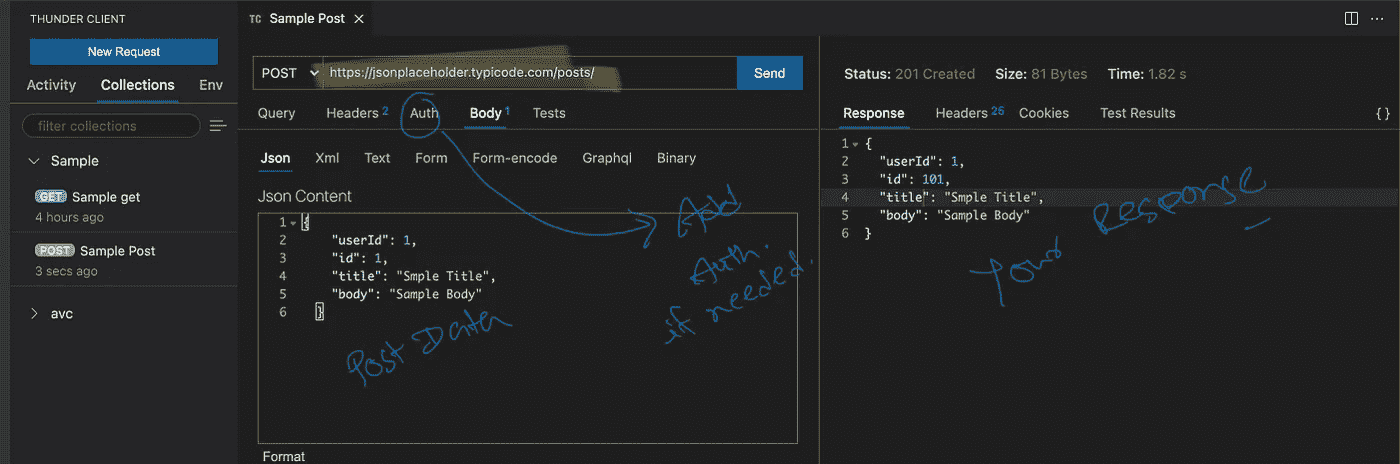 THUNDER CLIENT
New Request
Activity Collections Env
filter collections
Sample
GET Sample get
4 hours ago
POST Sample Post
3 secs ago
avc
TC Sample Post
POST https://jsonplaceholder.typicode.com/posts/ Send
Query Headers 2 Auth Body 1 Tests
Json Xml Text Form Form-encode Graphql Binary
Json Content
1 {
2 "userId": 1,
3 "id": 1,
4 "title": "Smple Title",
5 "body": "Sample Body"
6 }
Post Data
Add
Auth.
if needed.
Format
Status: 201 Created Size: 81 Bytes Time: 1.82 s
Response Headers 25 Cookies Test Results { }
1 {
2 "userId": 1,
3 "id": 101,
4 "title": "Smple Title",
5 "body": "Sample Body"
6 }
Your Response